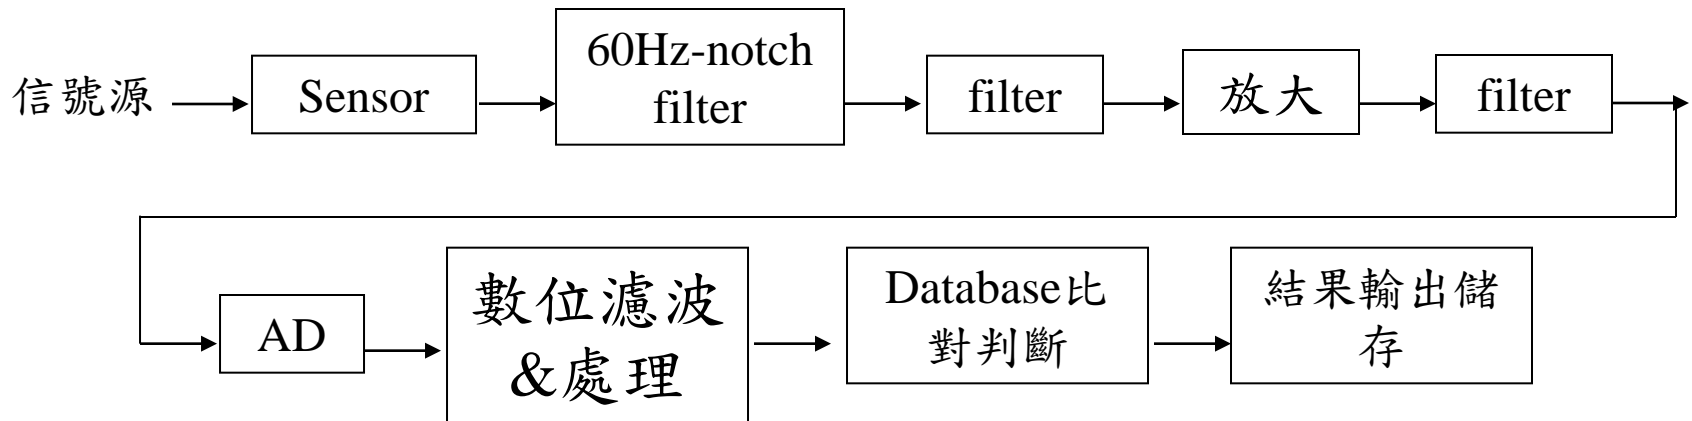 信號源
Sensor
60Hz-notch
filter
filter
放大
filter
AD
數位濾波
&處理
Database比
對判斷
結果輸出儲
存